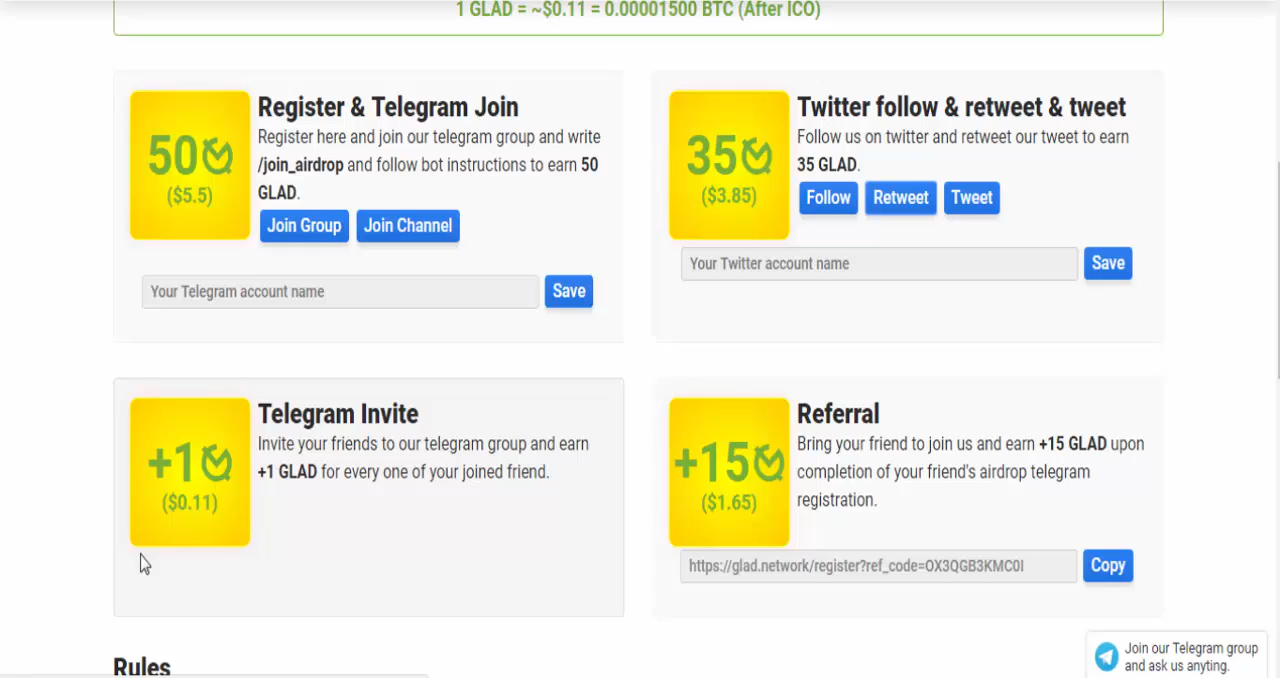 1 GLAD = ~$0.11 = 0.00001500 BTC (After ICO)
50
($5.5)
Register & Telegram Join
Register here and join our telegram group and write
/join_airdrop and follow bot instructions to earn 50
GLAD.
Join Group
Join Channel
Your Telegram account name
Save
35
($3.85)
Twitter follow & retweet & tweet
Follow us on twitter and retweet our tweet to earn
35 GLAD.
Follow
Retweet
Tweet
Your Twitter account name
Save
+1
($0.11)
Telegram Invite
Invite your friends to our telegram group and earn
+1 GLAD for every one of your joined friend.
+15
($1.65)
Referral
Bring your friend to join us and earn +15 GLAD upon
completion of your friend's airdrop telegram
registration.
https://glad.network/register?ref_code=OX3QGB3KMC0I
Copy
Rules
Join our Telegram group
and ask us anyting.